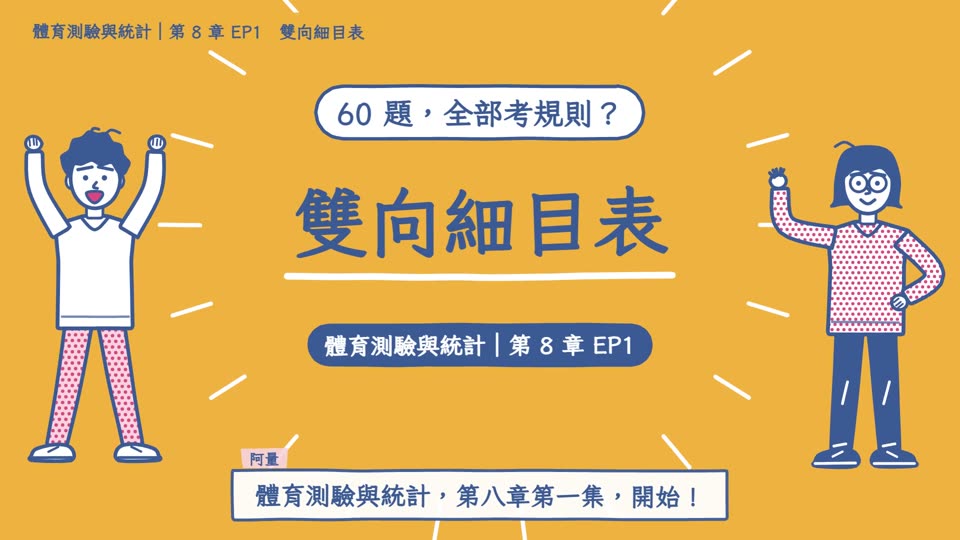 體育測驗與統計｜第 8 章 EP1　雙向細目表
60 題，全部考規則？
雙向細目表
體育測驗與統計｜第 8 章 EP1
阿量
體育測驗與統計，第八章第一集，開始！